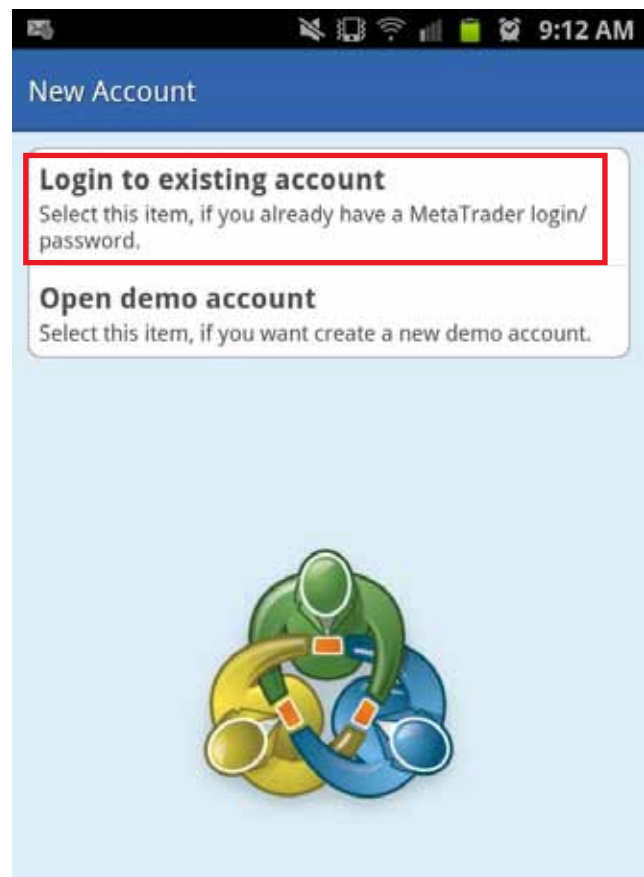 9:12 AM
New Account
Login to existing account
Select this item, if you already have a MetaTrader login/
password.
Open demo account
Select this item, if you want create a new demo account.